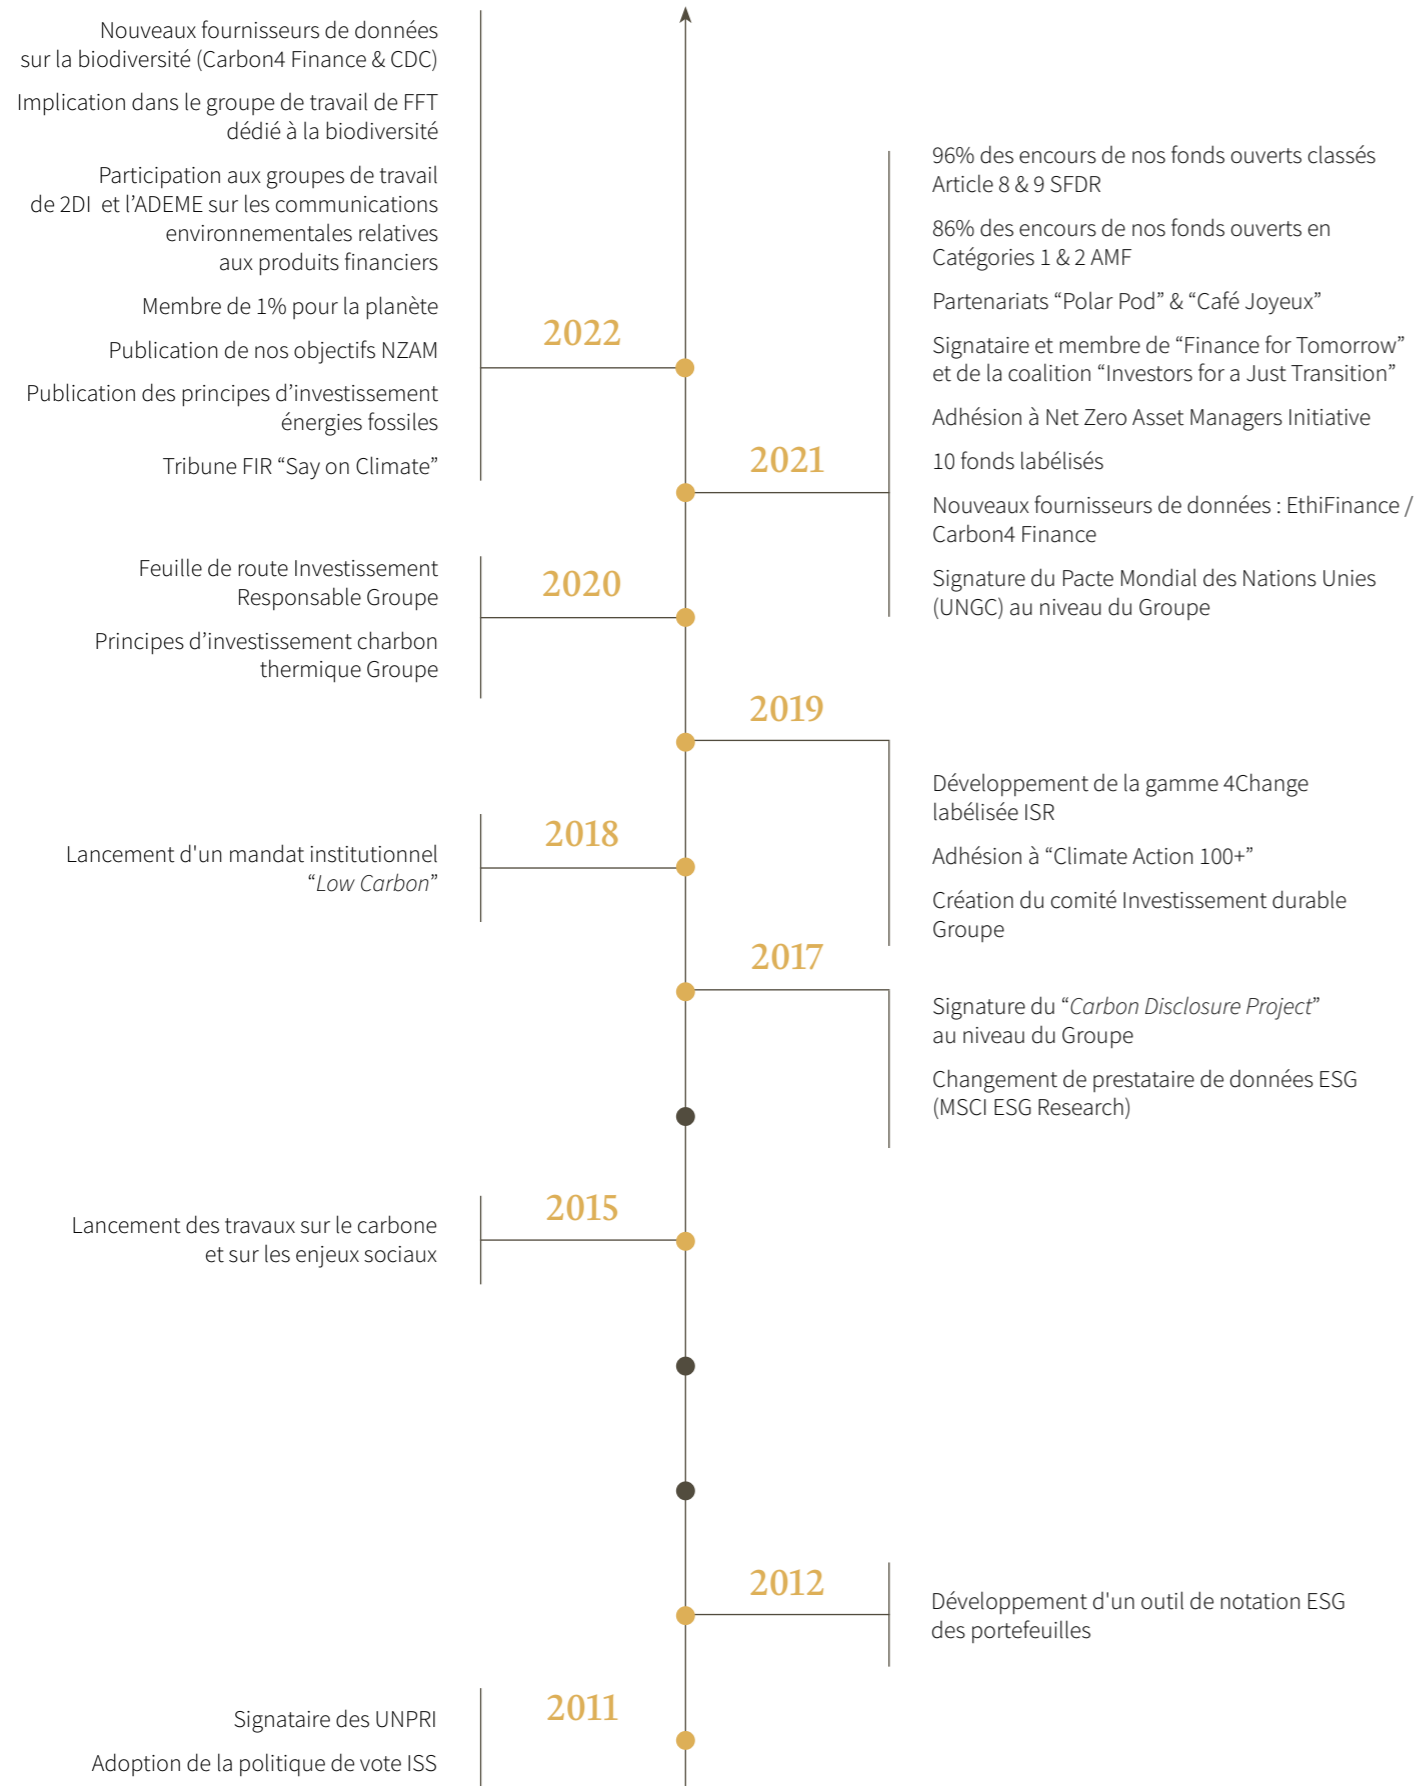 Nouveaux fournisseurs de données
sur la biodiversité (Carbon4 Finance & CDC)
Implication dans le groupe de travail de FFT
dédié à la biodiversité
Participation aux groupes de travail
de 2DI et l’ADEME sur les communications
environnementales relatives
aux produits financiers
Membre de 1% pour la planète
Publication de nos objectifs NZAM
Publication des principes d’investissement
énergies fossiles
Tribune FIR “Say on Climate”
2022
96% des encours de nos fonds ouverts classés
Article 8 & 9 SFDR
86% des encours de nos fonds ouverts en
Catégories 1 & 2 AMF
Partenariats “Polar Pod” & “Café Joyeux”
Signataire et membre de “Finance for Tomorrow”
et de la coalition “Investors for a Just Transition”
Adhésion à Net Zero Asset Managers Initiative
10 fonds labélisés
Nouveaux fournisseurs de données : EthiFinance /
Carbon4 Finance
Signature du Pacte Mondial des Nations Unies
(UNGC) au niveau du Groupe
2021
Feuille de route Investissement
Responsable Groupe
Principes d’investissement charbon
thermique Groupe
2020
2019
Développement de la gamme 4Change
labélisée ISR
Adhésion à “Climate Action 100+”
Création du comité Investissement durable
Groupe
Lancement d'un mandat institutionnel
“Low Carbon”
2018
2017
Signature du “Carbon Disclosure Project”
au niveau du Groupe
Changement de prestataire de données ESG
(MSCI ESG Research)
Lancement des travaux sur le carbone
et sur les enjeux sociaux
2015
2012
Développement d'un outil de notation ESG
des portefeuilles
Signataire des UNPRI
Adoption de la politique de vote ISS
2011